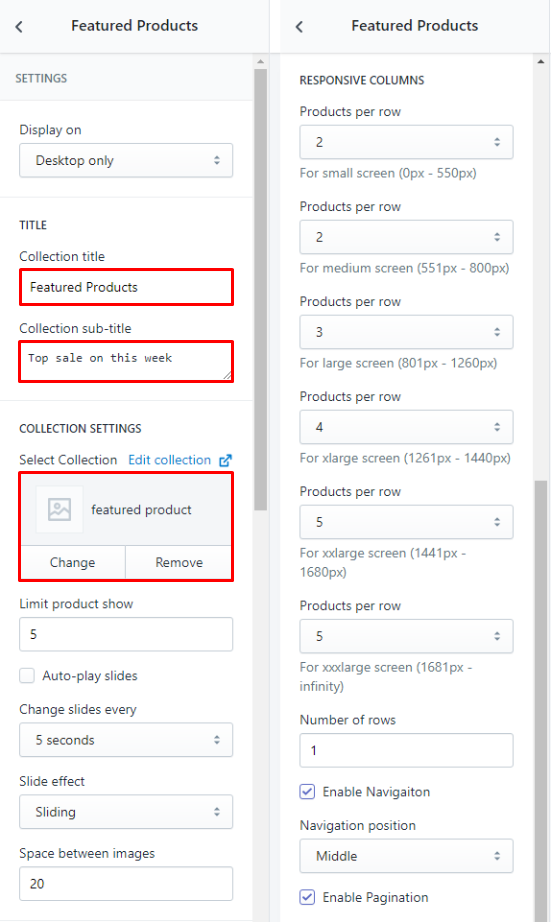 Featured Products
SETTINGS
Display on
Desktop only
TITLE
Collection title
Featured Products
Collection sub-title
Top sale on this week
COLLECTION SETTINGS
Select Collection Edit collection
featured product
Change Remove
Limit product show
5
Auto-play slides
Change slides every
5 seconds
Slide effect
Sliding
Space between images
20
Featured Products
RESPONSIVE COLUMNS
Products per row
2
For small screen (0px - 550px)
Products per row
2
For medium screen (551px - 800px)
Products per row
3
For large screen (801px - 1260px)
Products per row
4
For xlarge screen (1261px - 1440px)
Products per row
5
For xxlarge screen (1441px -
1680px)
Products per row
5
For xxxlarge screen (1681px -
infinity)
Number of rows
1
Enable Navigaiton
Navigation position
Middle
Enable Pagination